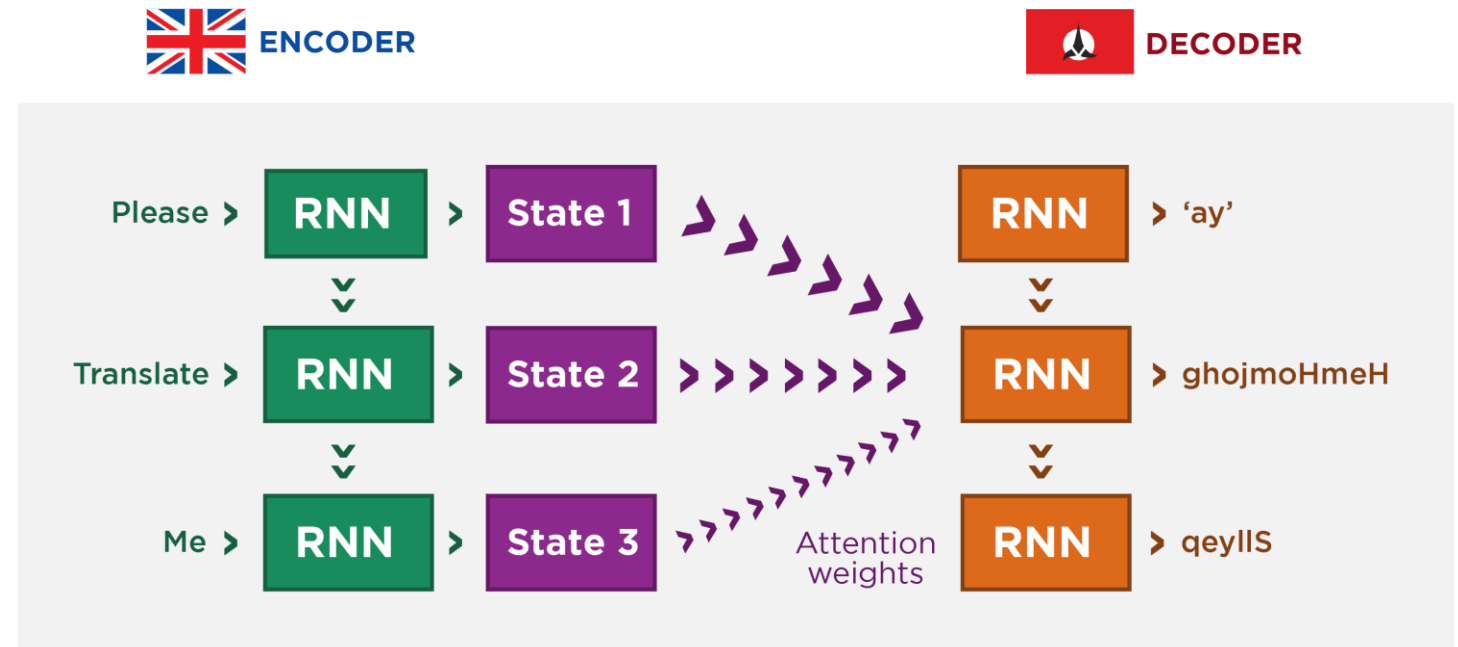 ENCODER
DECODER
Please > RNN > State 1
RNN > ‘ay’
Translate > RNN > State 2
RNN > ghojmoHmeH
Me > RNN > State 3
Attention
weights
RNN > qeylIS